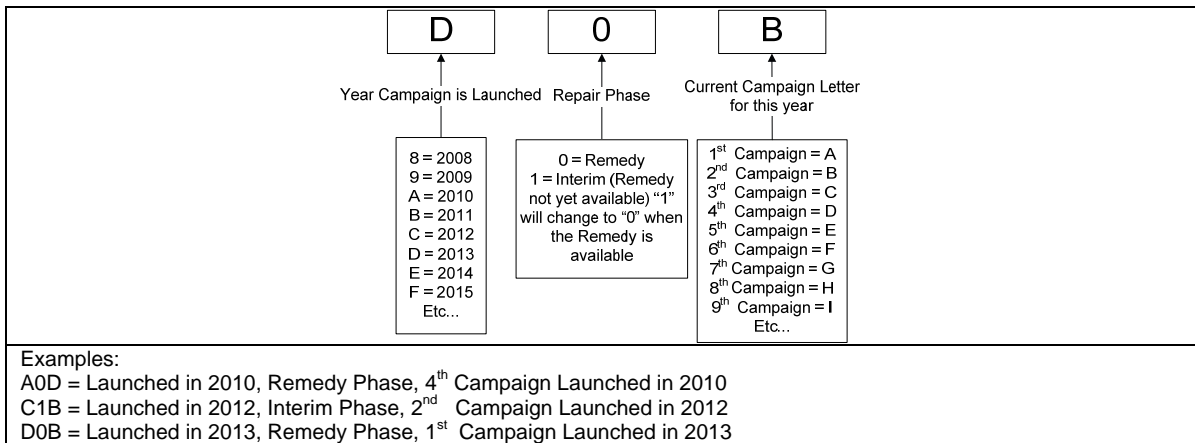 D 0 B
Year Campaign is Launched
Repair Phase
Current Campaign Letter
for this year
8 = 2008
9 = 2009
A = 2010
B = 2011
C = 2012
D = 2013
E = 2014
F = 2015
Etc...
0 = Remedy
1 = Interim (Remedy
not yet available) “1”
will change to “0” when
the Remedy is
available
1st Campaign = A
2nd Campaign = B
3rd Campaign = C
4th Campaign = D
5th Campaign = E
6th Campaign = F
7th Campaign = G
8th Campaign = H
9th Campaign = I
Etc...
Examples:
A0D = Launched in 2010, Remedy Phase, 4th Campaign Launched in 2010
C1B = Launched in 2012, Interim Phase, 2nd Campaign Launched in 2012
D0B = Launched in 2013, Remedy Phase, 1st Campaign Launched in 2013